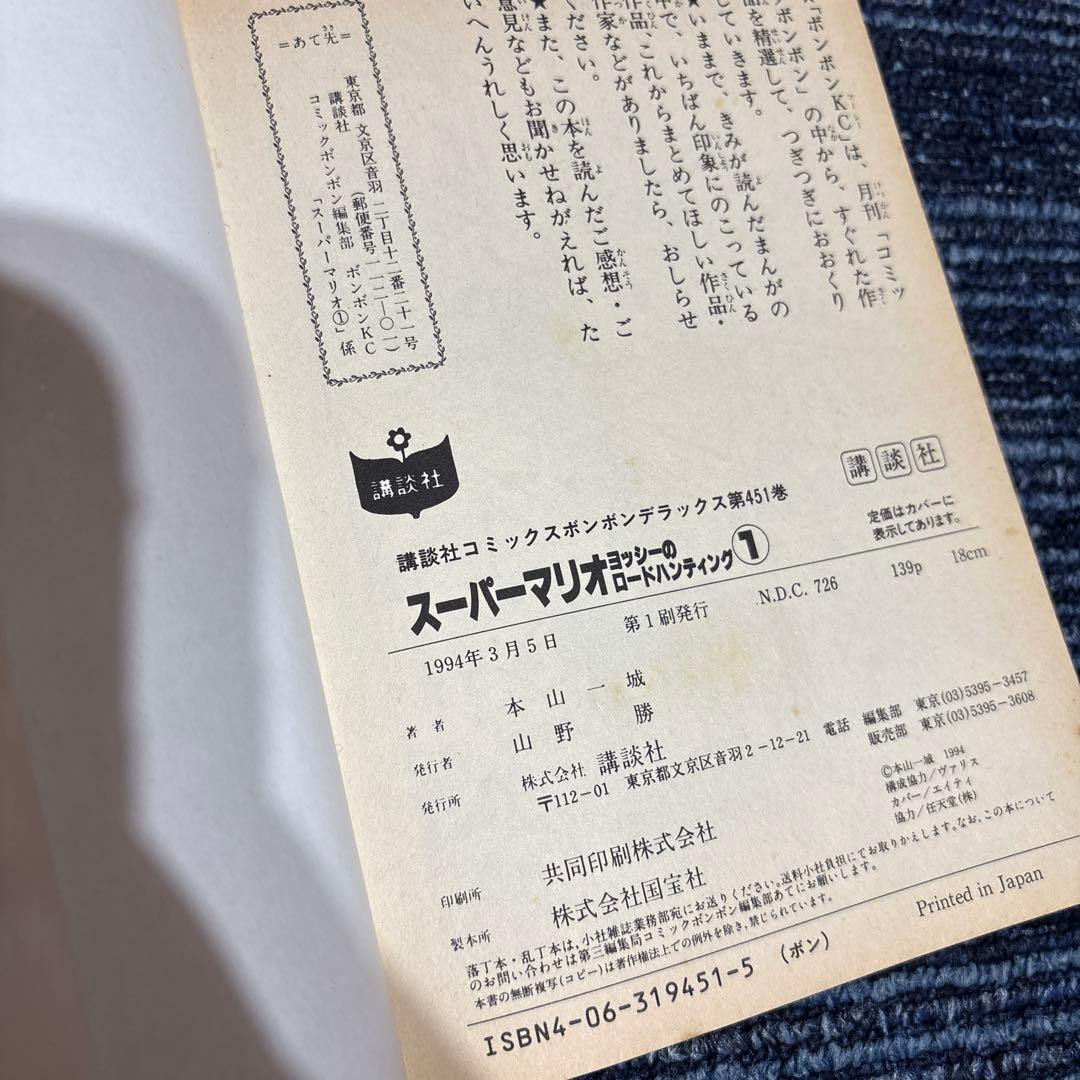 「ボンボンKC」は、月刊「コミッ
クボンボン」の中から、すぐれた作
品を精選して、つぎつぎにおおくり
していきます。
★いままで、きみが読んだまんがの
中で、いちばん印象にのこっている
作品、これからまとめてほしい作品・
作家などがありましたら、おしらせ
ください。
★また、この本を読んだご感想・ご
意見などもお聞かせねがえれば、た
いへんうれしく思います。
=あて先=
東京都 文京区音羽 二丁目十二番二十一号
講談社 (郵便番号一一二-〇一)
コミックボンボン編集部 ボンボンKC
「スーパーマリオ①」係
講談社
講談社
講談社コミックスボンボンデラックス第451巻
定価はカバーに
表示してあります。
スーパーマリオ ヨッシーの
ロードハンティング 1
1994年3月5日 第1刷発行 N.D.C. 726 139p 18cm
著者 本山一城
発行者 山野 勝
発行所 株式会社 講談社
〒112-01 東京都文京区音羽2-12-21 電話 編集部 東京(03)5395-3457
販売部 東京(03)5395-3608
©本山一城 1994
構成協力/ヴァリス
カバー/エイティ
協力/任天堂(株)
印刷所 共同印刷株式会社
製本所 株式会社国宝社
落丁本・乱丁本は、小社雑誌業務部宛にお送りください。送料小社負担にてお取りかえします。なお、この本について
のお問い合わせは第三編集局コミックボンボン編集部あてにお願いします。
本書の無断複写(コピー)は著作権法上での例外を除き、禁じられています。
Printed in Japan
ISBN4-06-319451-5 (ボン)